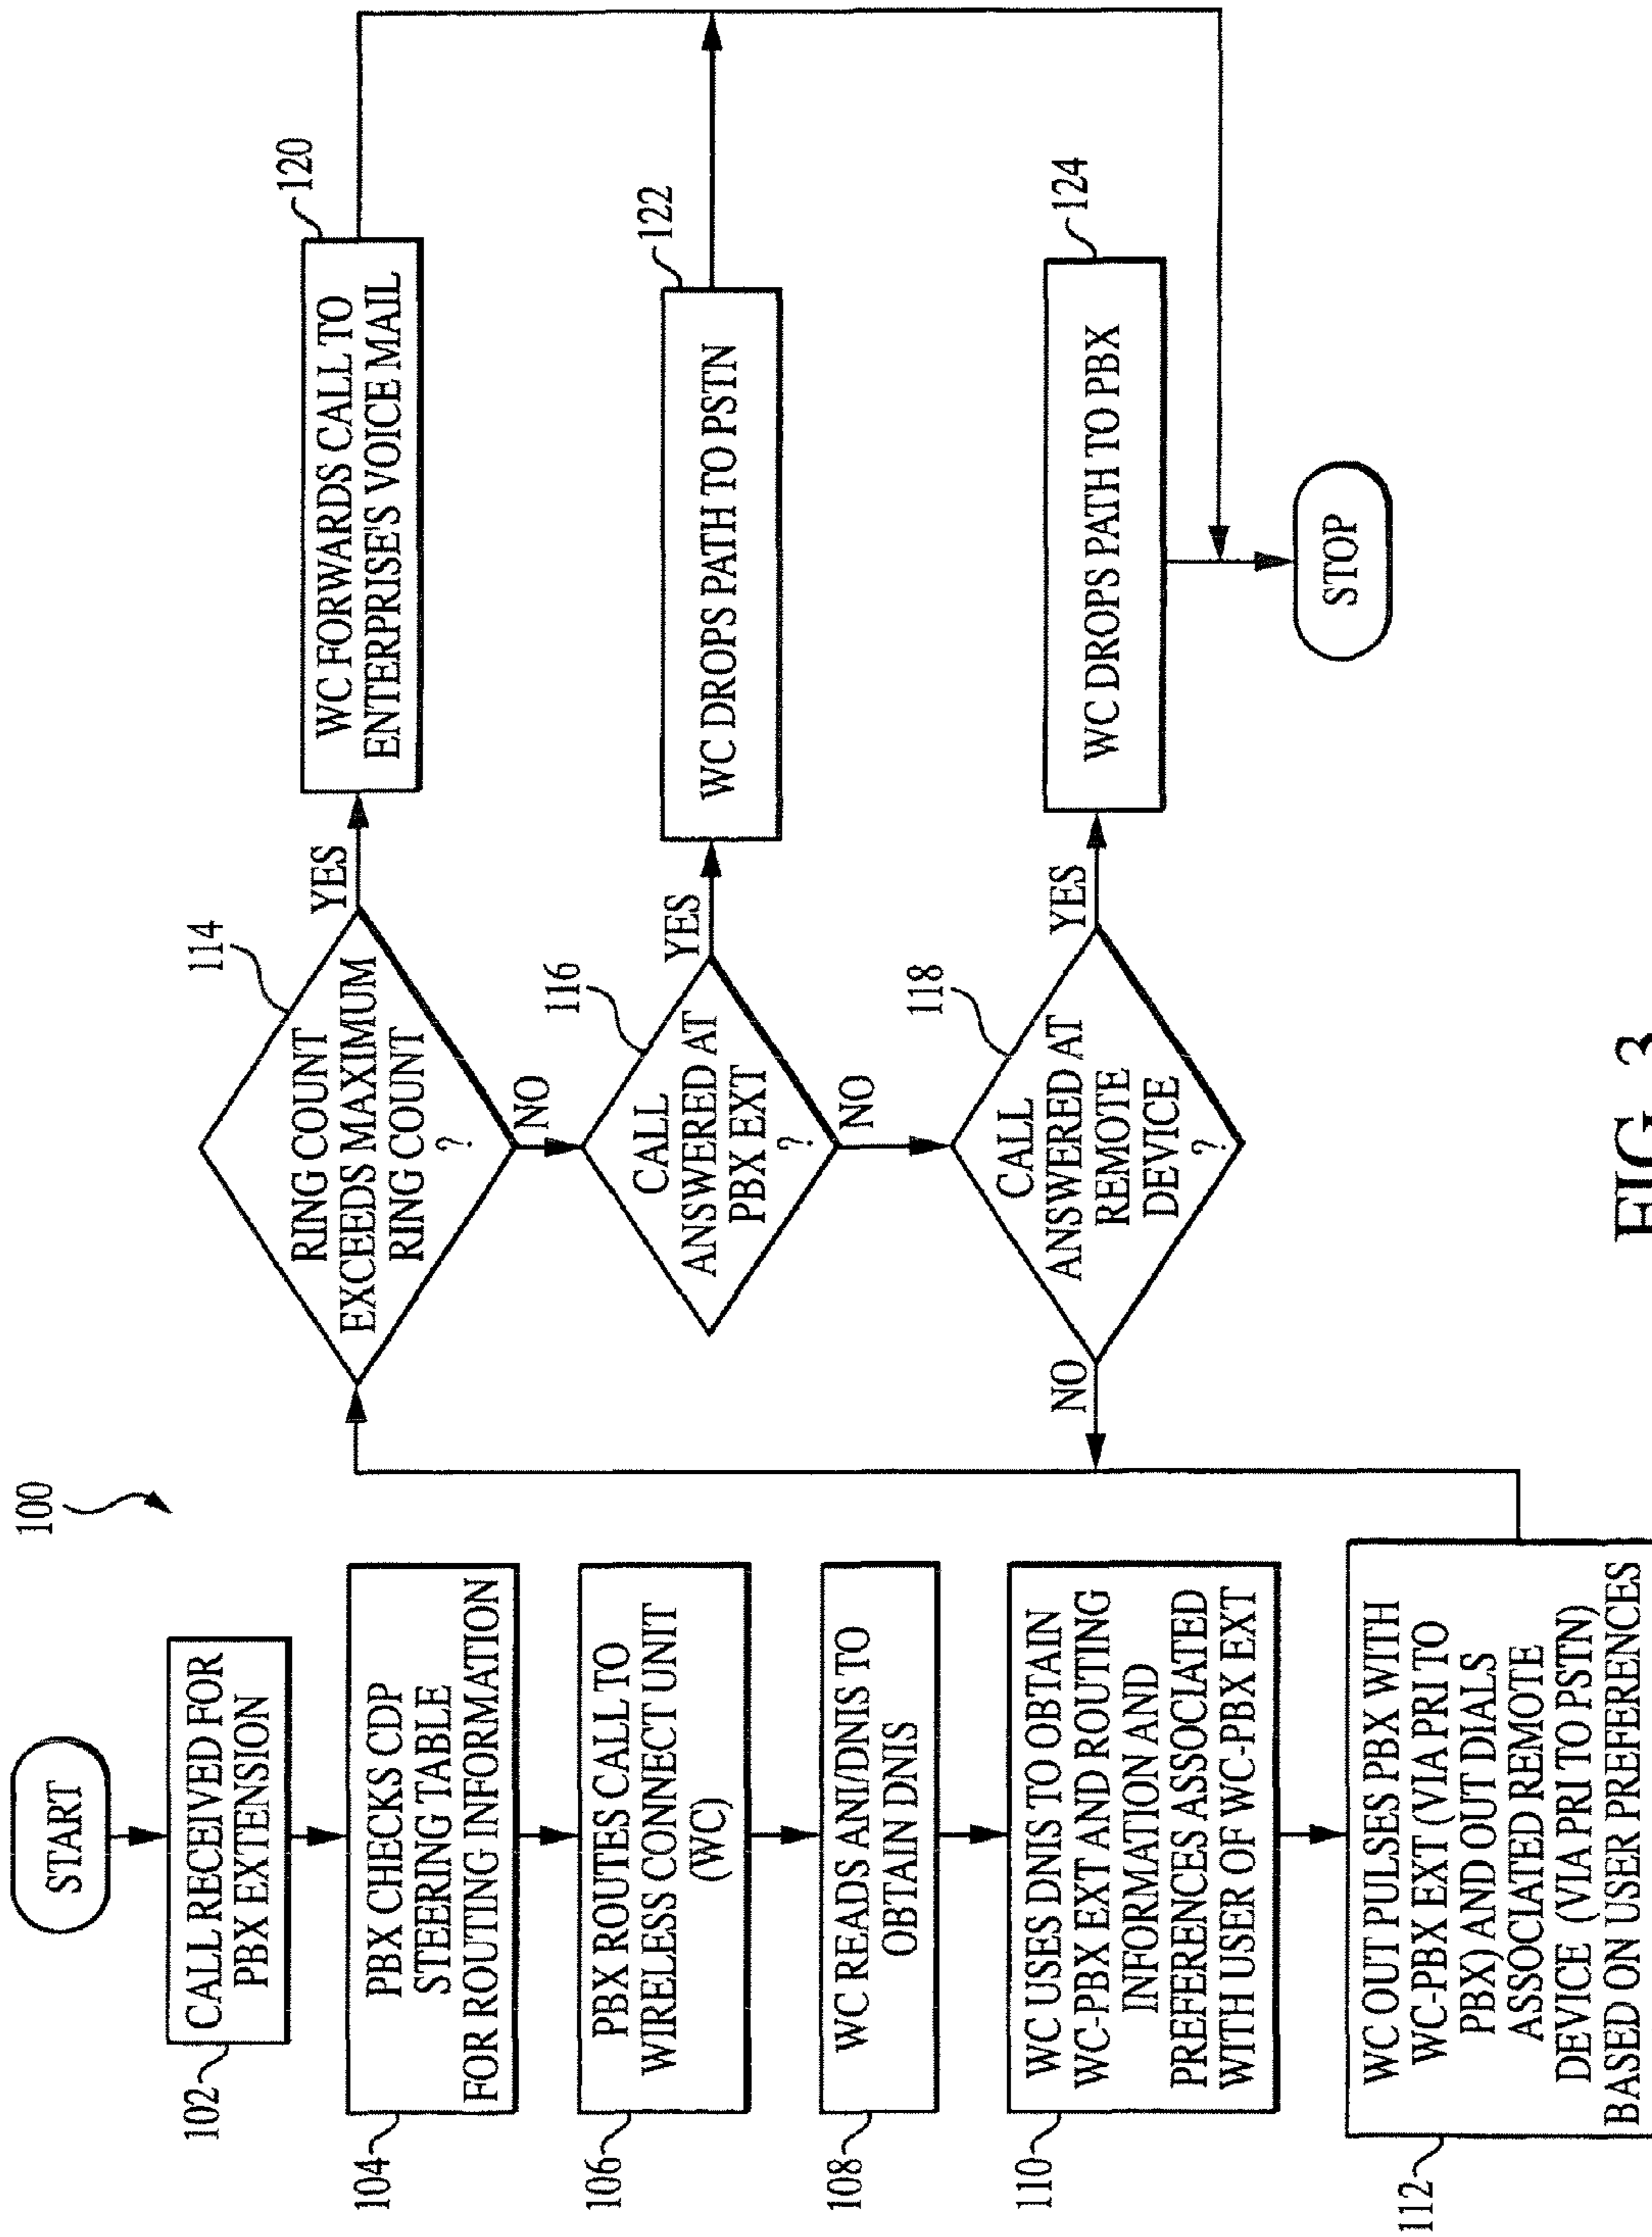 100
START
102
CALL RECEIVED FOR
PBX EXTENSION
104
PBX CHECKS CDP
STEERING TABLE
FOR ROUTING INFORMATION
106
PBX ROUTES CALL TO
WIRELESS CONNECT UNIT
(WC)
108
WC READS ANI/DNIS TO
OBTAIN DNIS
110
WC USES DNIS TO OBTAIN
WC-PBX EXT AND ROUTING
INFORMATION AND
PREFERENCES ASSOCIATED
WITH USER OF WC-PBX EXT
112
WC OUT PULSES PBX WITH
WC-PBX EXT (VIA PRI TO
PBX) AND OUT DIALS
ASSOCIATED REMOTE
DEVICE (VIA PRI TO PSTN)
BASED ON USER PREFERENCES
114
RING COUNT
EXCEEDS MAXIMUM
RING COUNT
?
YES
NO
120
WC FORWARDS CALL TO
ENTERPRISE'S VOICE MAIL
116
CALL
ANSWERED AT
PBX EXT
?
YES
NO
122
WC DROPS PATH TO PSTN
118
CALL
ANSWERED AT
REMOTE
DEVICE
?
YES
NO
124
WC DROPS PATH TO PBX
STOP
FIG. 3